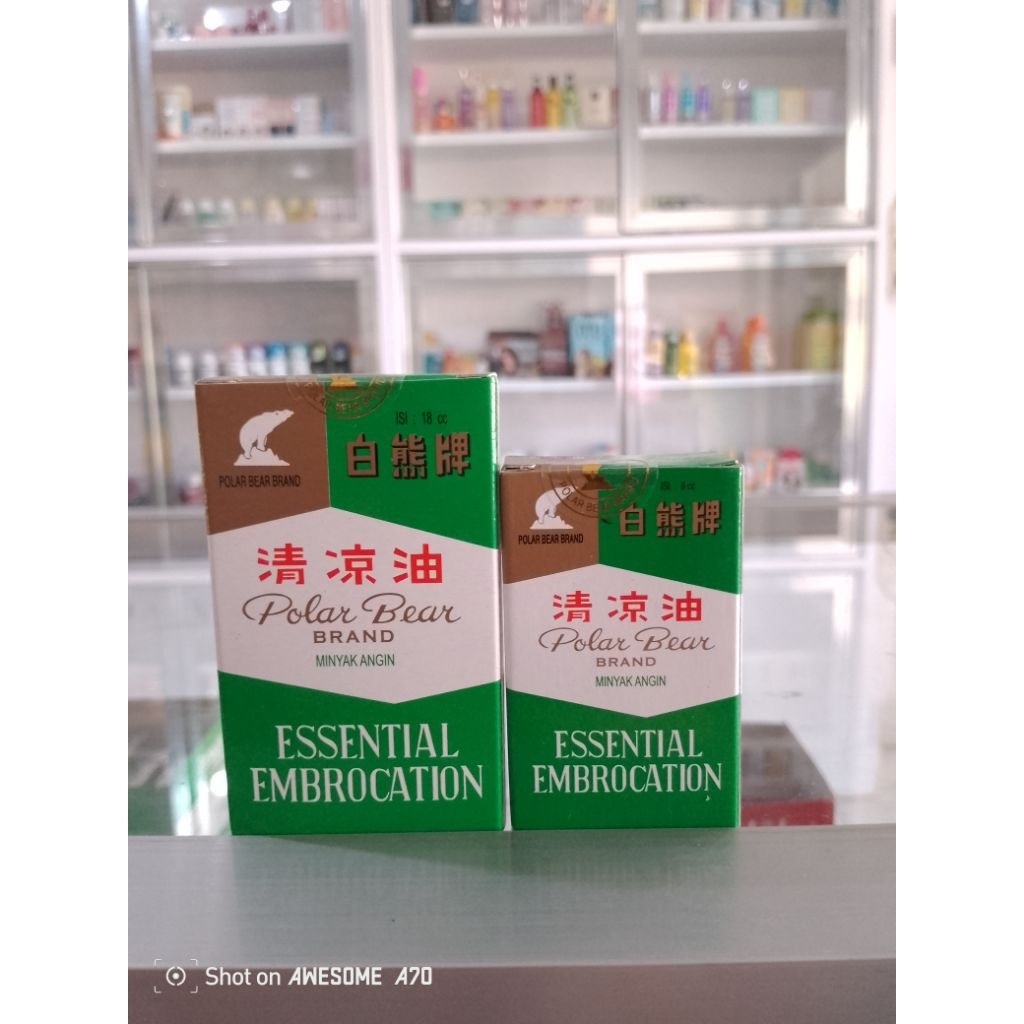 ISI : 18 cc
白熊牌
POLAR BEAR BRAND
清凉油
Polar Bear
BRAND
MINYAK ANGIN
ESSENTIAL
EMBROCATION
白熊牌
POLAR BEAR BRAND
清凉油
Polar Bear
BRAND
MINYAK ANGIN
ESSENTIAL
EMBROCATION
Shot on AWESOME A70